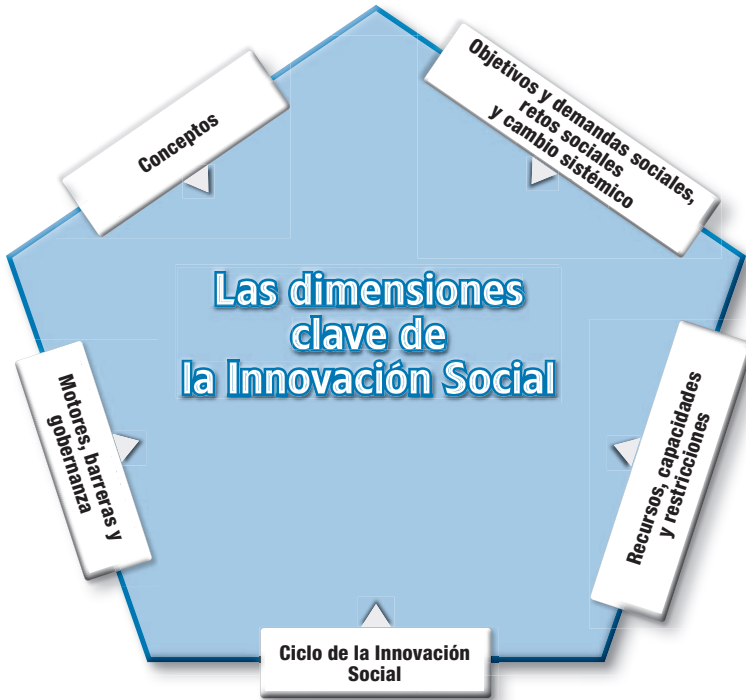 Conceptos
Objetivos y demandas sociales,
retos sociales
y cambio sistémico
Las dimensiones
clave de
la Innovación Social
Motores, barreras y
gobernanza
Recursos, capacidades
y restricciones
Ciclo de la Innovación
Social